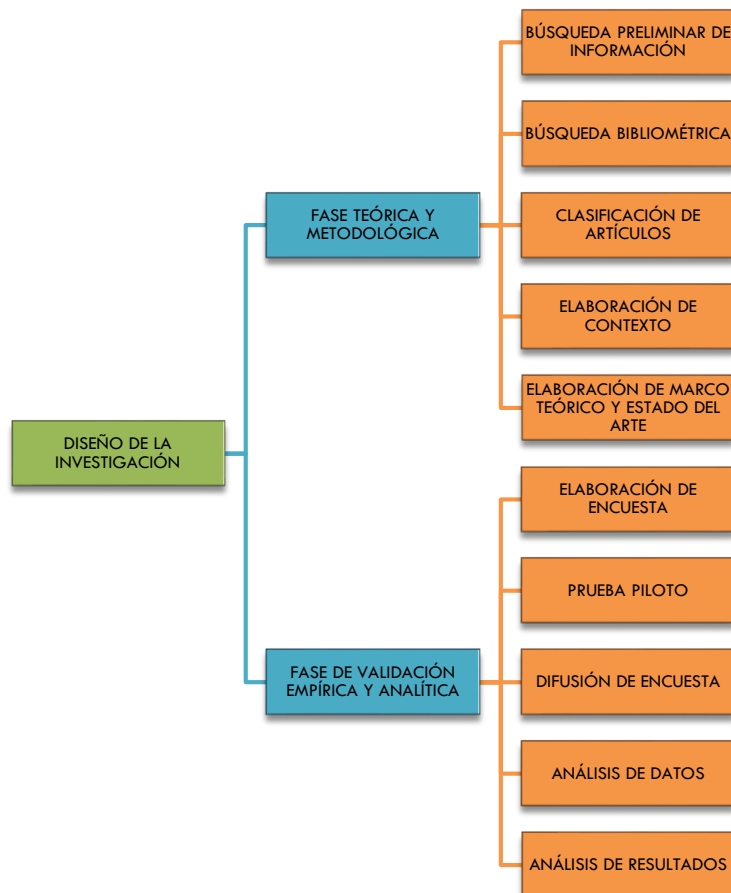 BÚSQUEDA PRELIMINAR DE
INFORMACIÓN
BÚSQUEDA BIBLIOMÉTRICA
FASE TEÓRICA Y
METODOLÓGICA
CLASIFICACIÓN DE
ARTÍCULOS
ELABORACIÓN DE
CONTEXTO
ELABORACIÓN DE MARCO
TEÓRICO Y ESTADO DEL
ARTE
DISEÑO DE LA
INVESTIGACIÓN
ELABORACIÓN DE
ENCUESTA
PRUEBA PILOTO
FASE DE VALIDACIÓN
EMPÍRICA Y ANALÍTICA
DIFUSIÓN DE ENCUESTA
ANÁLISIS DE DATOS
ANÁLISIS DE RESULTADOS